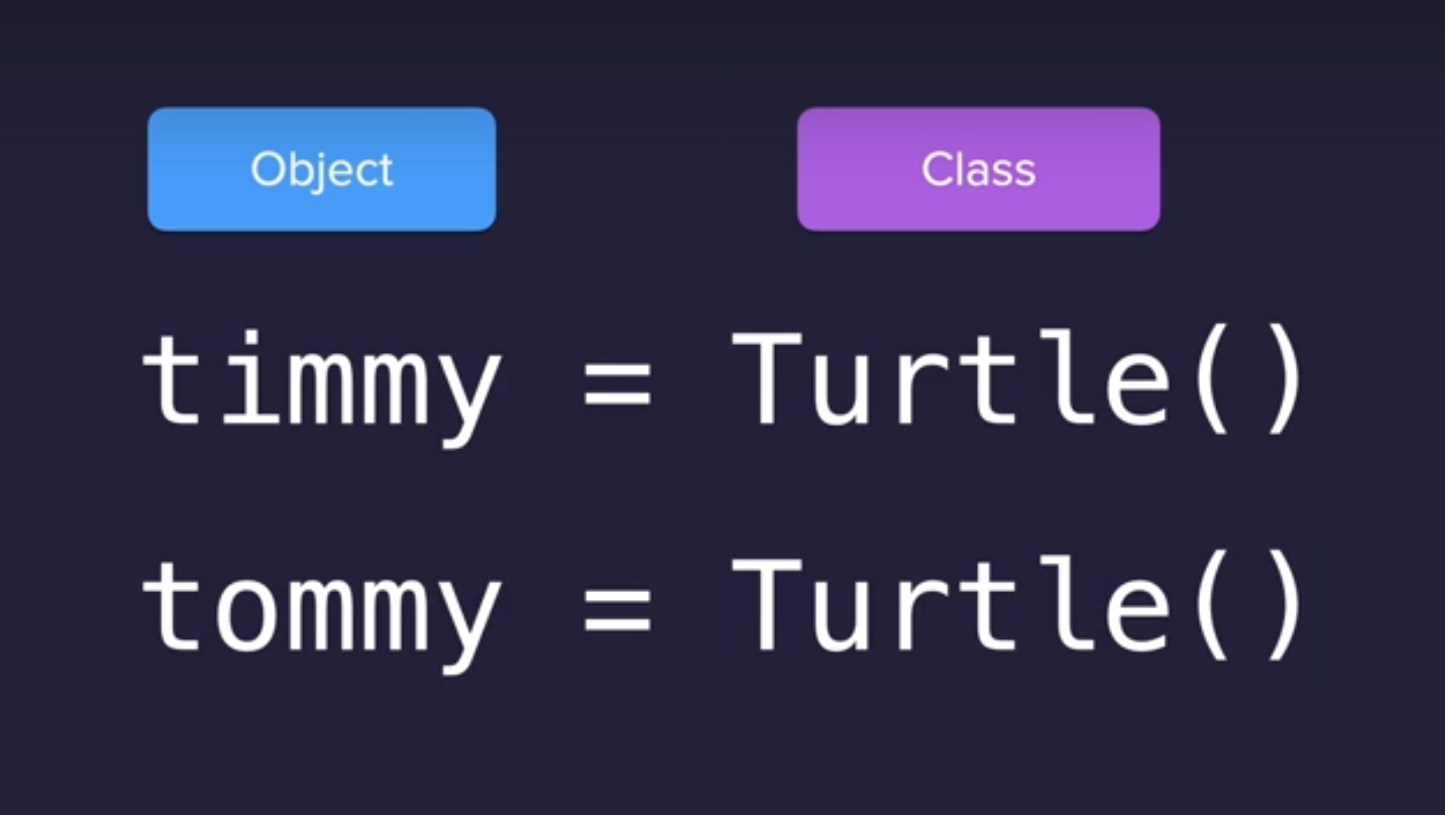 Object Class
timmy = Turtle()
tommy = Turtle()